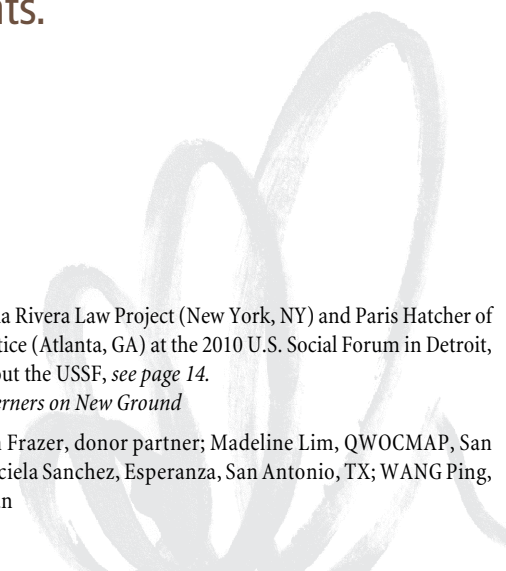 nts.
a Rivera Law Project (New York, NY) and Paris Hatcher of
tice (Atlanta, GA) at the 2010 U.S. Social Forum in Detroit,
out the USSF, see page 14.
erners on New Ground
n Frazer, donor partner; Madeline Lim, QWOCMAP, San
ciela Sanchez, Esperanza, San Antonio, TX; WANG Ping,
n